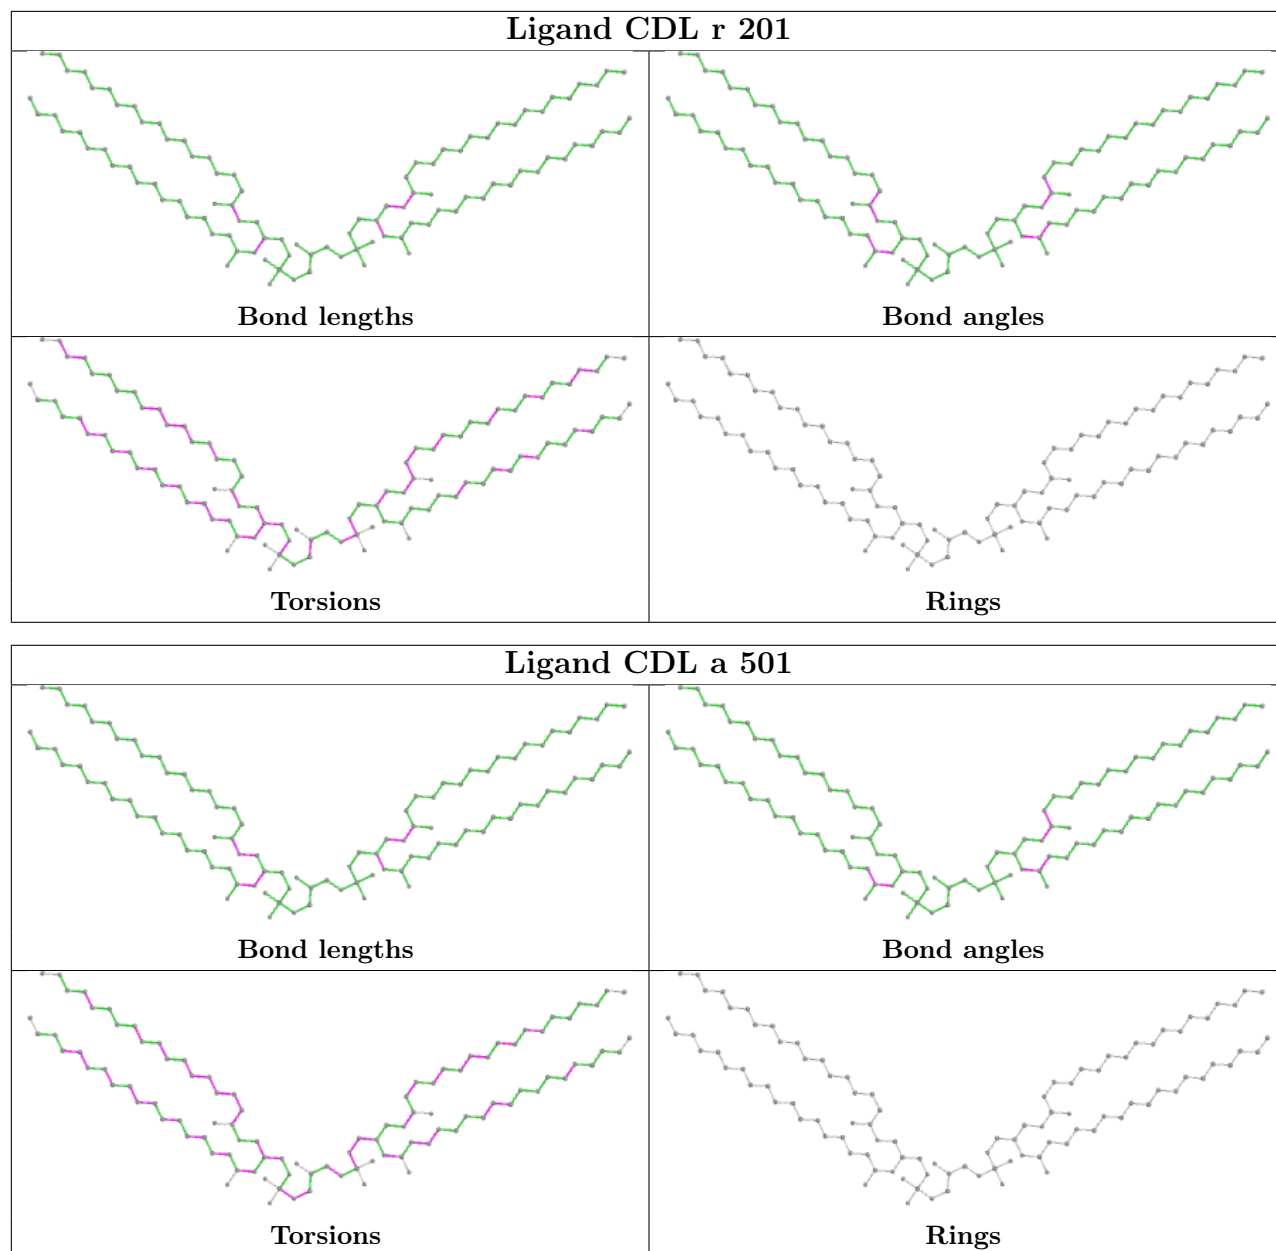 Ligand CDL r 201
Bond lengths
Bond angles
Torsions
Rings
Ligand CDL a 501
Bond lengths
Bond angles
Torsions
Rings